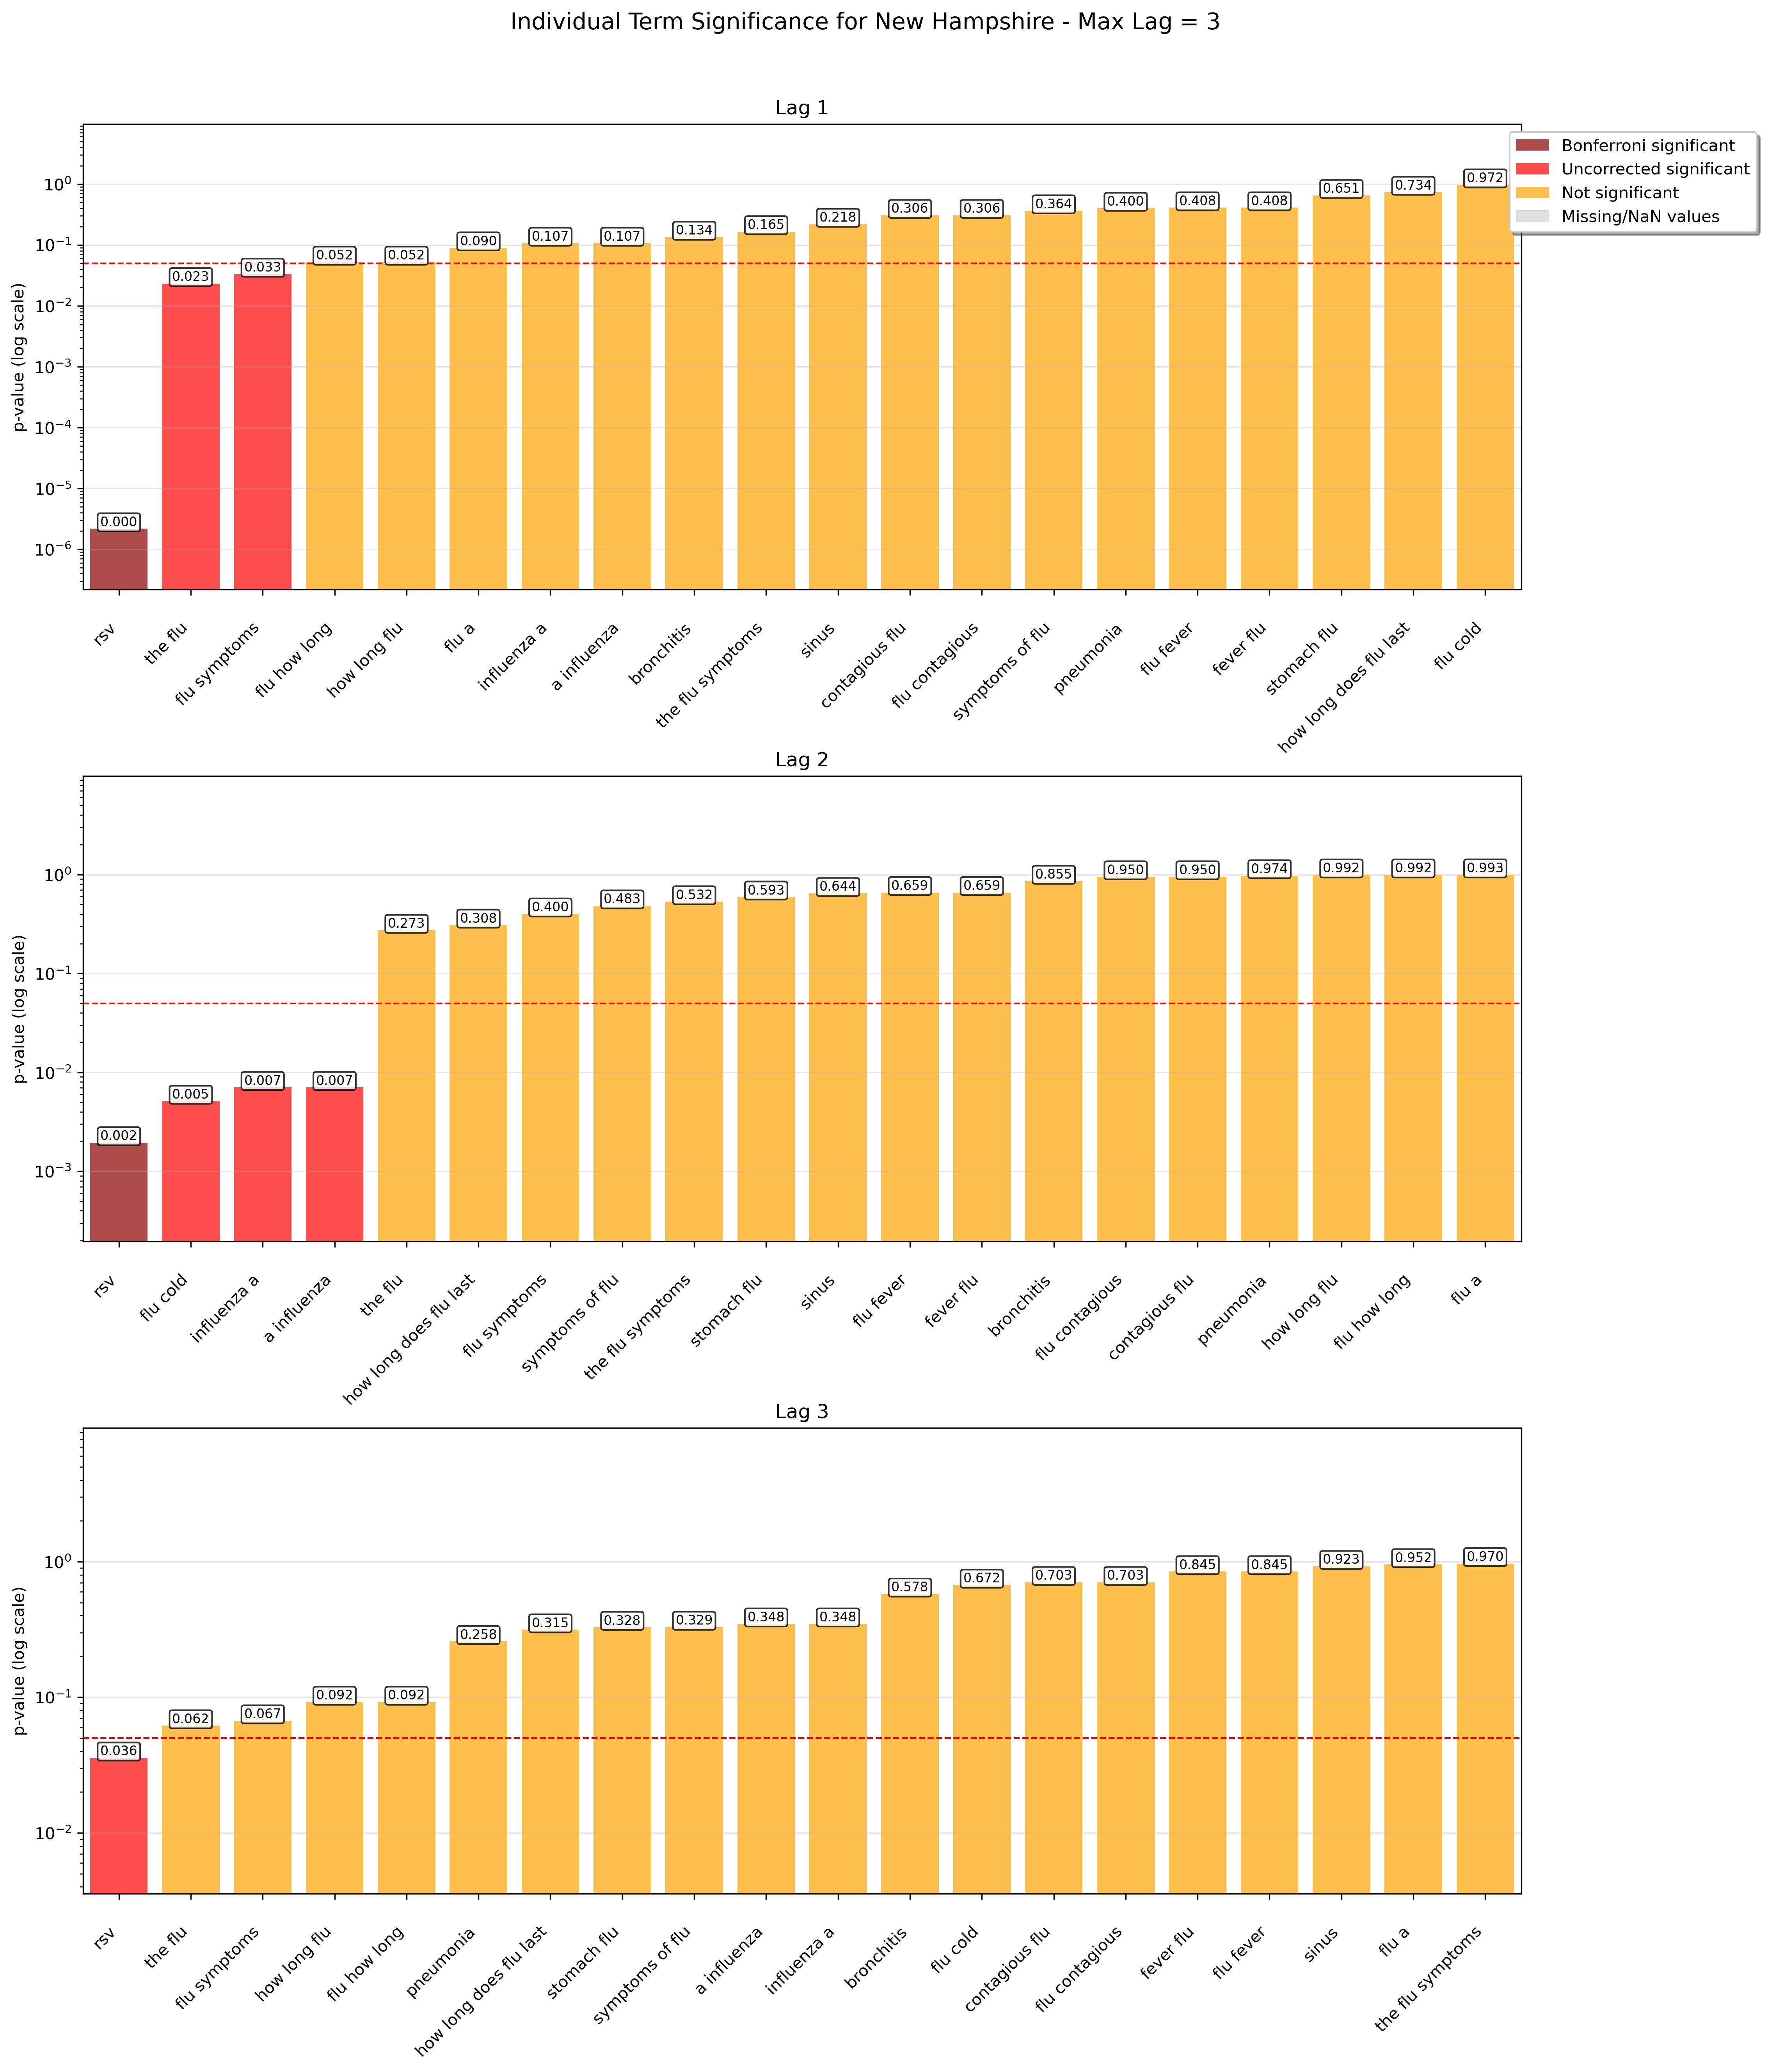 Individual Term Significance for New Hampshire - Max Lag = 3
Lag 1
Bonferroni significant
Uncorrected significant
Not significant
Missing/NaN values
p-value (log scale)
10⁰
10⁻¹
10⁻²
10⁻³
10⁻⁴
10⁻⁵
10⁻⁶
0.000 0.023 0.033 0.052 0.052 0.090 0.107 0.107 0.134 0.165 0.218 0.306 0.306 0.364 0.400 0.408 0.408 0.651 0.734 0.972
rsv
the flu
flu symptoms
flu how long
how long flu
flu a
influenza a
a influenza
bronchitis
the flu symptoms
sinus
contagious flu
flu contagious
symptoms of flu
pneumonia
flu fever
fever flu
stomach flu
how long does flu last
flu cold
Lag 2
p-value (log scale)
10⁰
10⁻¹
10⁻²
10⁻³
0.002 0.005 0.007 0.007 0.273 0.308 0.400 0.483 0.532 0.593 0.644 0.659 0.659 0.855 0.950 0.950 0.974 0.992 0.992 0.993
rsv
flu cold
influenza a
a influenza
the flu
how long does flu last
flu symptoms
symptoms of flu
the flu symptoms
stomach flu
sinus
flu fever
fever flu
bronchitis
flu contagious
contagious flu
pneumonia
how long flu
flu how long
flu a
Lag 3
p-value (log scale)
10⁰
10⁻¹
10⁻²
0.036 0.062 0.067 0.092 0.092 0.258 0.315 0.328 0.329 0.348 0.348 0.578 0.672 0.703 0.703 0.845 0.845 0.923 0.952 0.970
rsv
the flu
flu symptoms
how long flu
flu how long
pneumonia
how long does flu last
stomach flu
symptoms of flu
a influenza
influenza a
bronchitis
flu cold
contagious flu
flu contagious
fever flu
flu fever
sinus
flu a
the flu symptoms